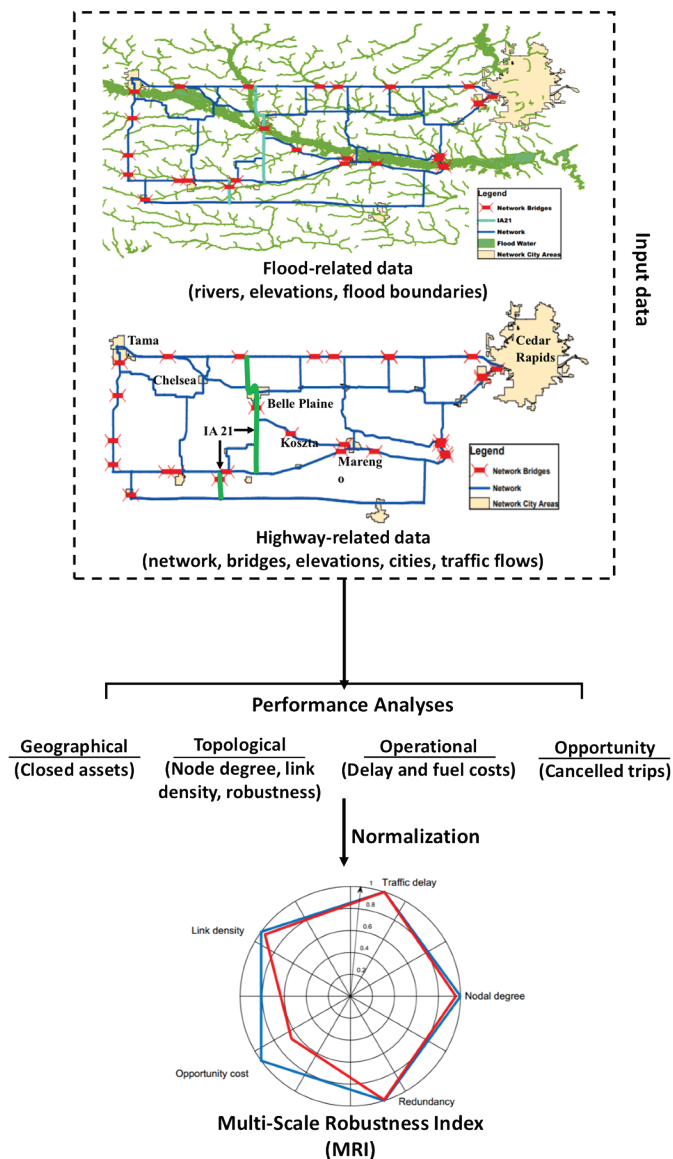 Legend
Network Bridges
IA21
Network
Flood Water
Network City Areas
Flood-related data
(rivers, elevations, flood boundaries)
Input data
Tama
Cedar
Rapids
Chelsea
Belle Plaine
IA 21
Koszta
Mareng
o
Legend
Network Bridges
Network
Network City Areas
Highway-related data
(network, bridges, elevations, cities, traffic flows)
Performance Analyses
Geographical
(Closed assets)
Topological
(Node degree, link
density, robustness)
Operational
(Delay and fuel costs)
Opportunity
(Cancelled trips)
Normalization
1
Traffic delay
0.8
0.6
0.4
0.2
Link density
Nodal degree
Opportunity cost
Redundancy
Multi-Scale Robustness Index
(MRI)